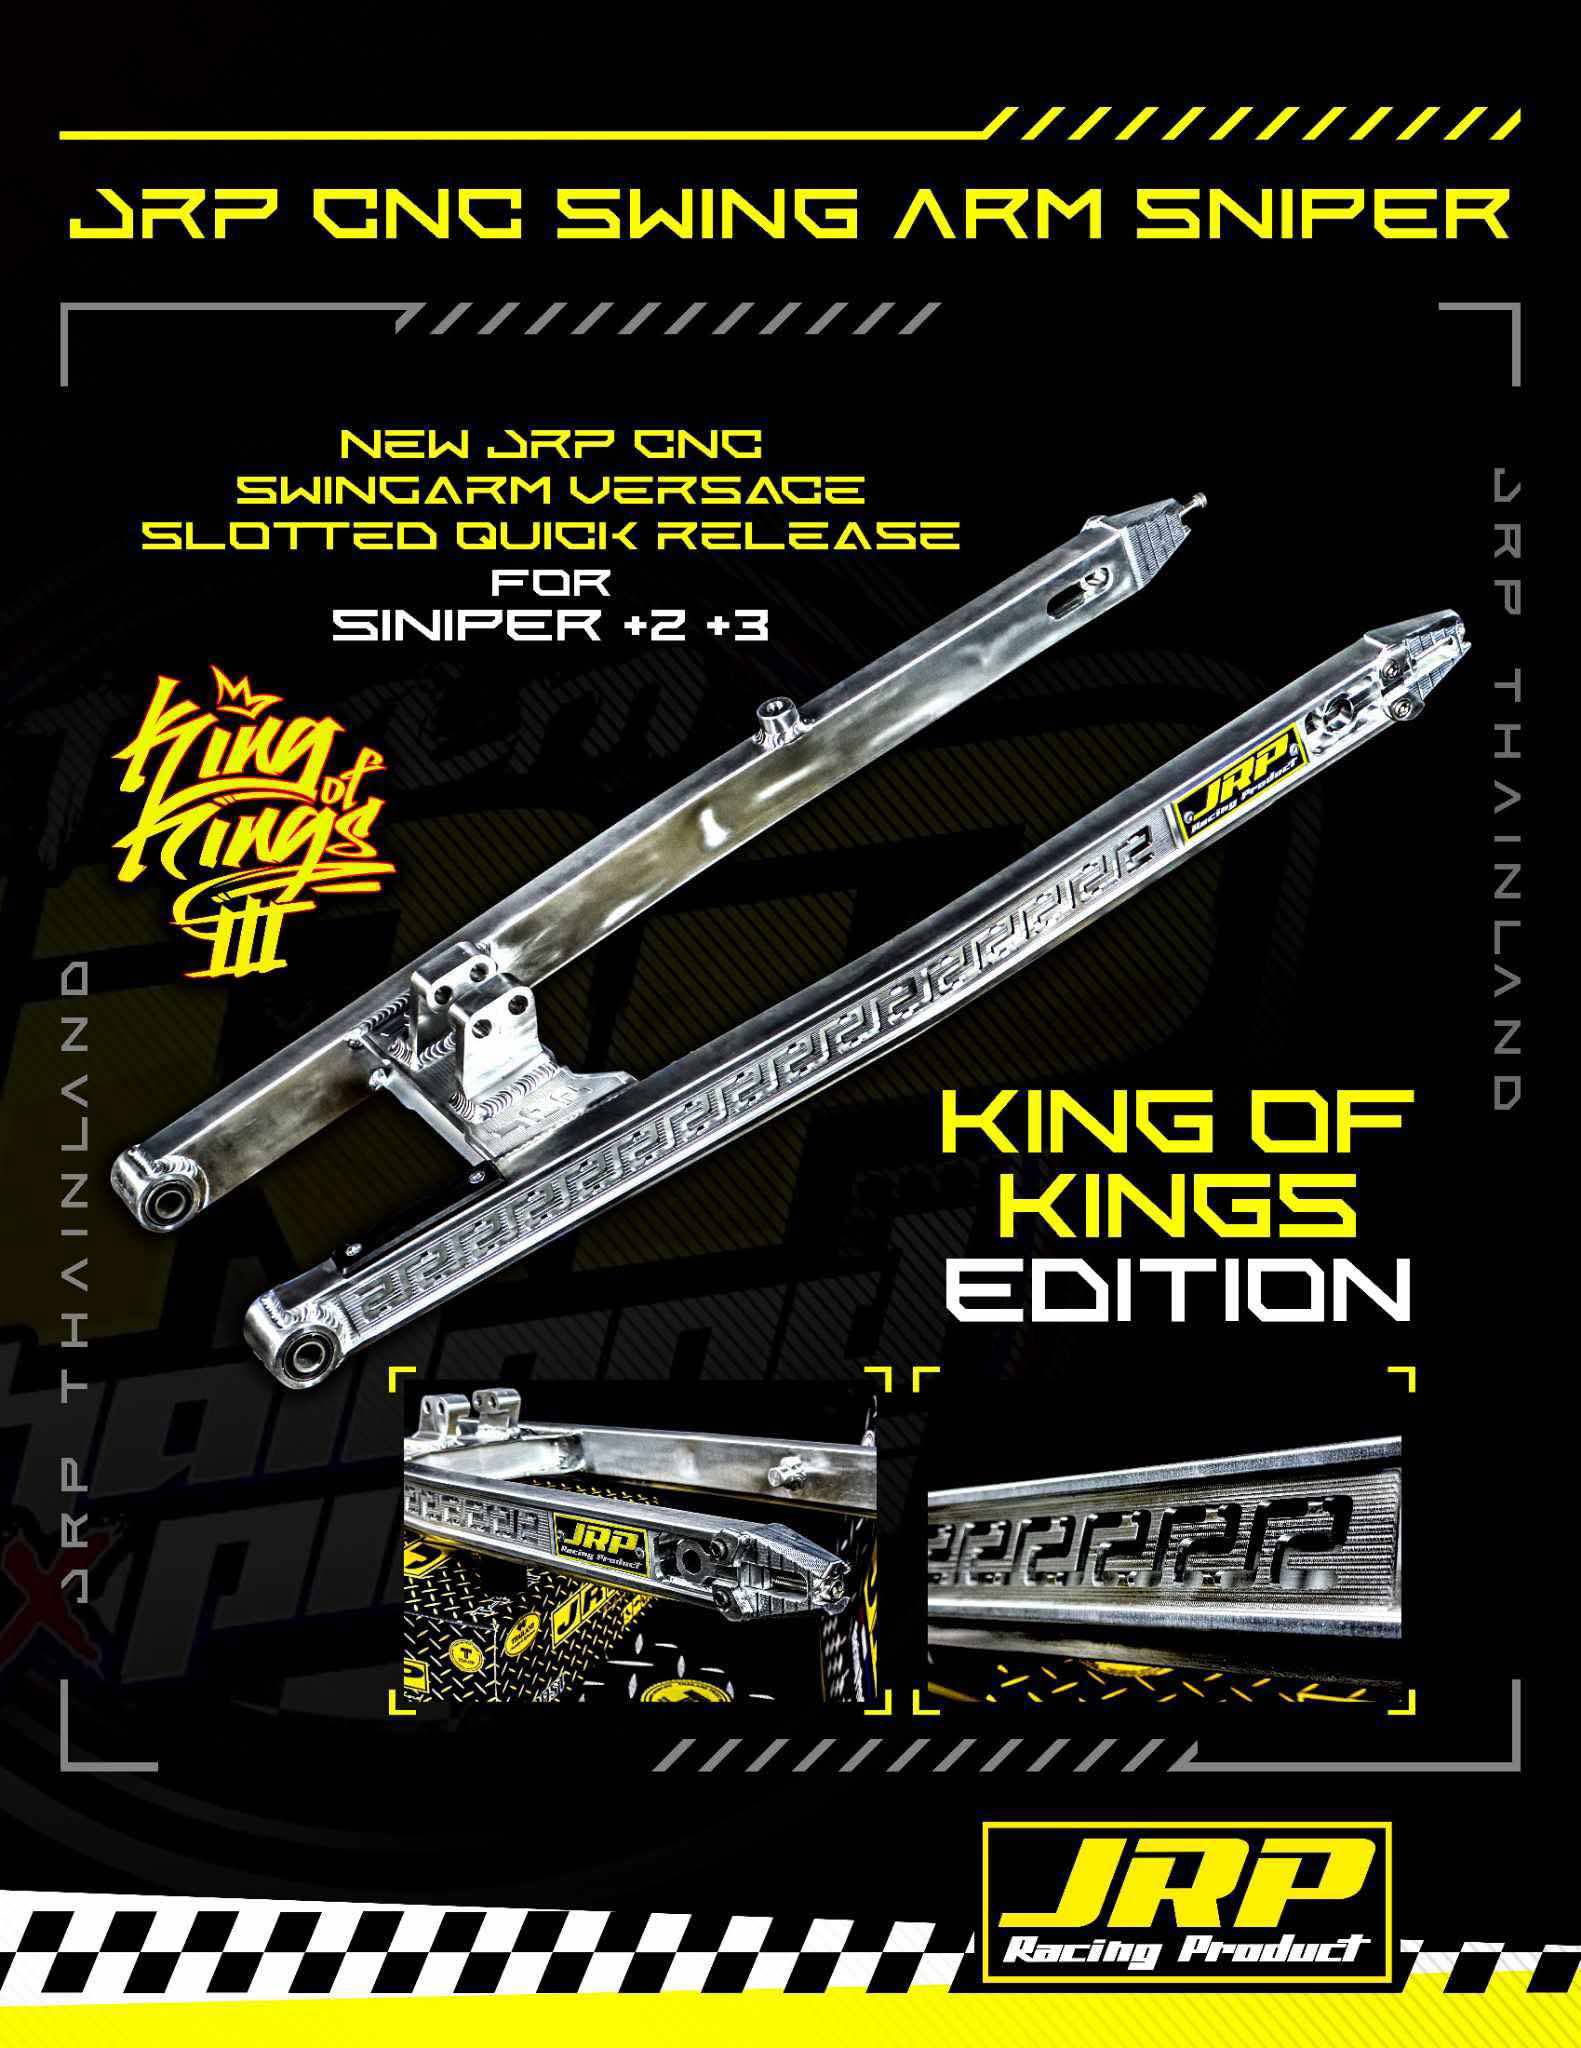 JRP CNC SWING ARM SNIPER
NEW JRP CNC
SWINGARM VERSACE
SLOTTED QUICK RELEASE
FOR
SINIPER +2 +3
King
of
Kings
III
JRP THAINLAND
JRP THAINLAND
JRP
Racing Product
KING OF
KINGS
EDITION
JRP
Racing Product
JRP
Racing Product